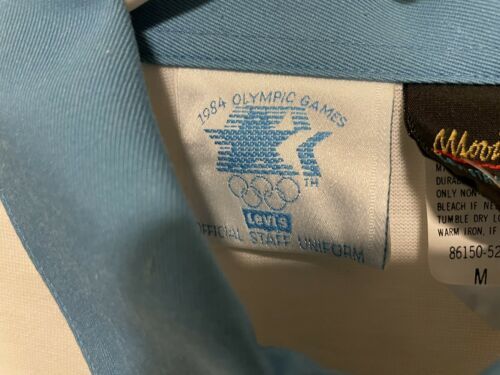 1984 OLYMPIC GAMES
TM
Levi's
OFFICIAL STAFF UNIFORM
ONLY NON
BLEACH IF NE
TUMBLE DRY LO
WARM IRON, IF
86150-52
M